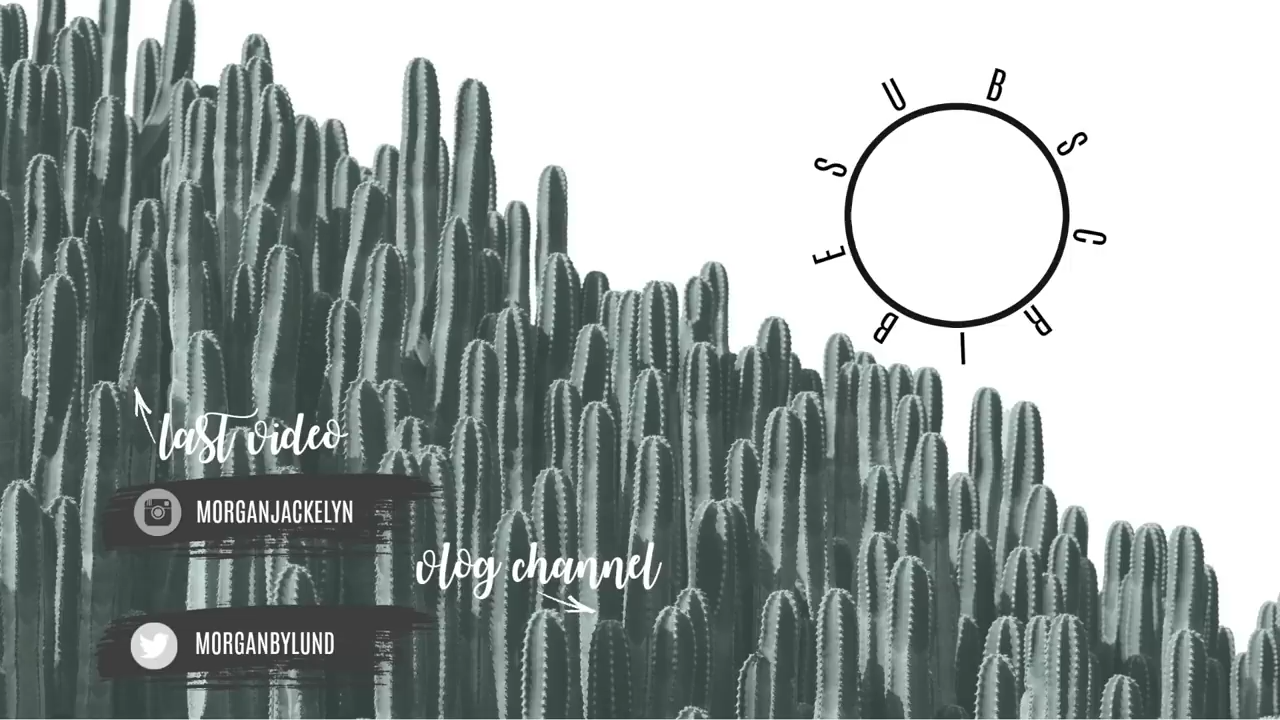 SUBSCRIBE
last video
MORGANJACKELYN
vlog channel
MORGANBYLUND